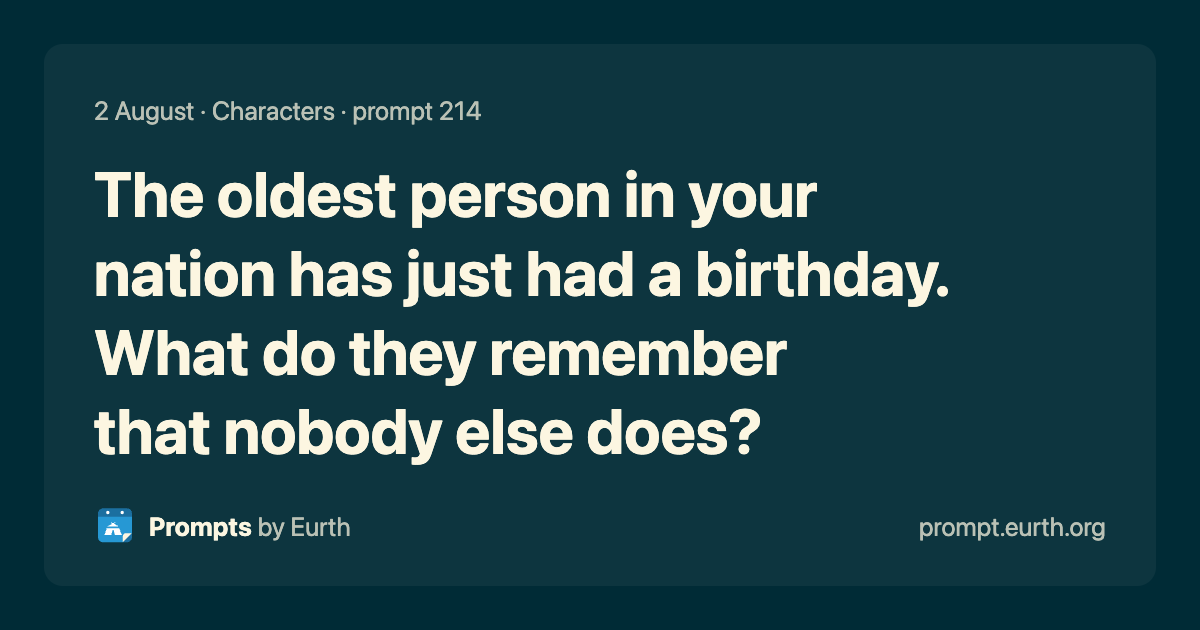 2 August · Characters · prompt 214
The oldest person in your
nation has just had a birthday.
What do they remember
that nobody else does?
Prompts by Eurth
prompt.eurth.org